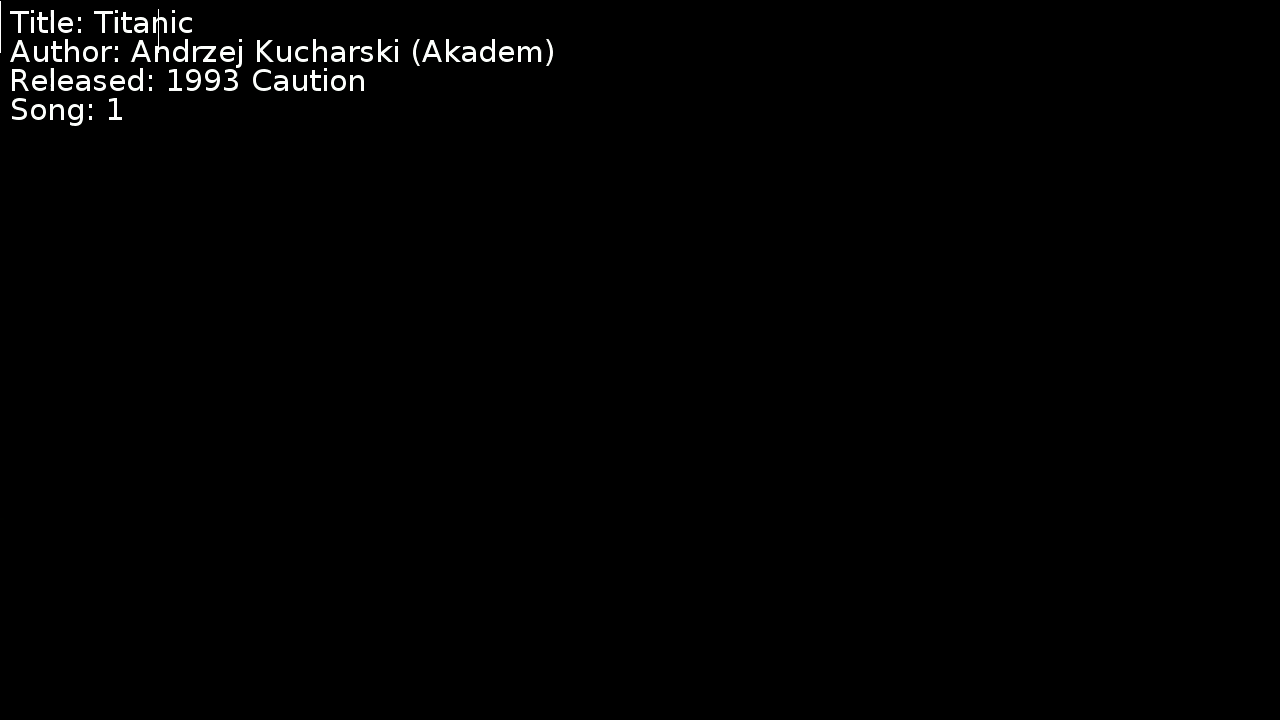 Title: Titanic
Author: Andrzej Kucharski (Akadem)
Released: 1993 Caution
Song: 1